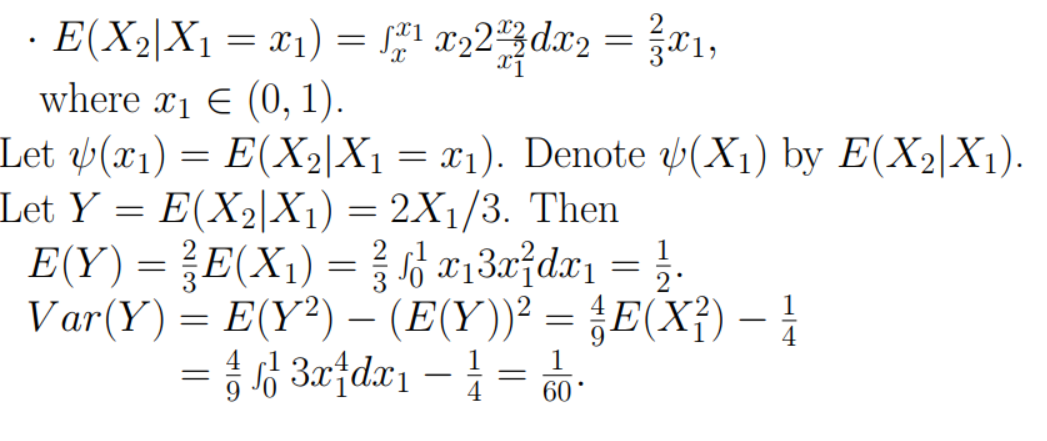 · E(X₂|X₁ = x₁) = ∫ₓˣ¹ x₂2 x₂/x₁² dx₂ = 2/3 x₁,
where x₁ ∈ (0, 1).
Let ψ(x₁) = E(X₂|X₁ = x₁). Denote ψ(X₁) by E(X₂|X₁).
Let Y = E(X₂|X₁) = 2X₁/3. Then
E(Y) = 2/3 E(X₁) = 2/3 ∫₀¹ x₁3x₁²dx₁ = 1/2.
Var(Y) = E(Y²) − (E(Y))² = 4/9 E(X₁²) − 1/4
= 4/9 ∫₀¹ 3x₁⁴dx₁ − 1/4 = 1/60.